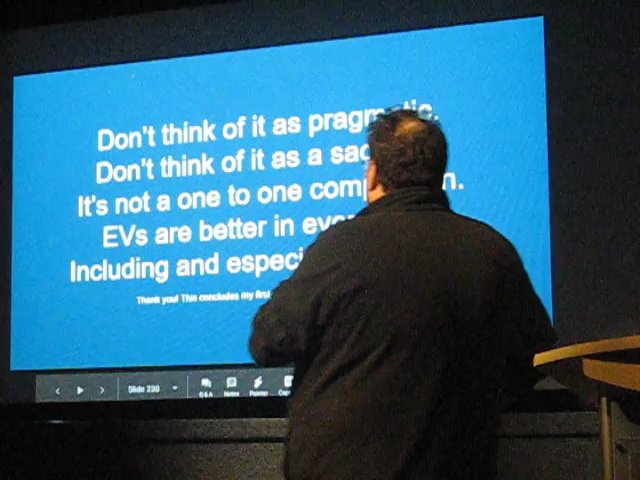 Don't think of it as pragmatic.
Don't think of it as a sac
It's not a one to one comp n.
EVs are better in eve
Including and especi
Thank you! This concludes my first
Slide 230
Q & A Notes Pointer Cap